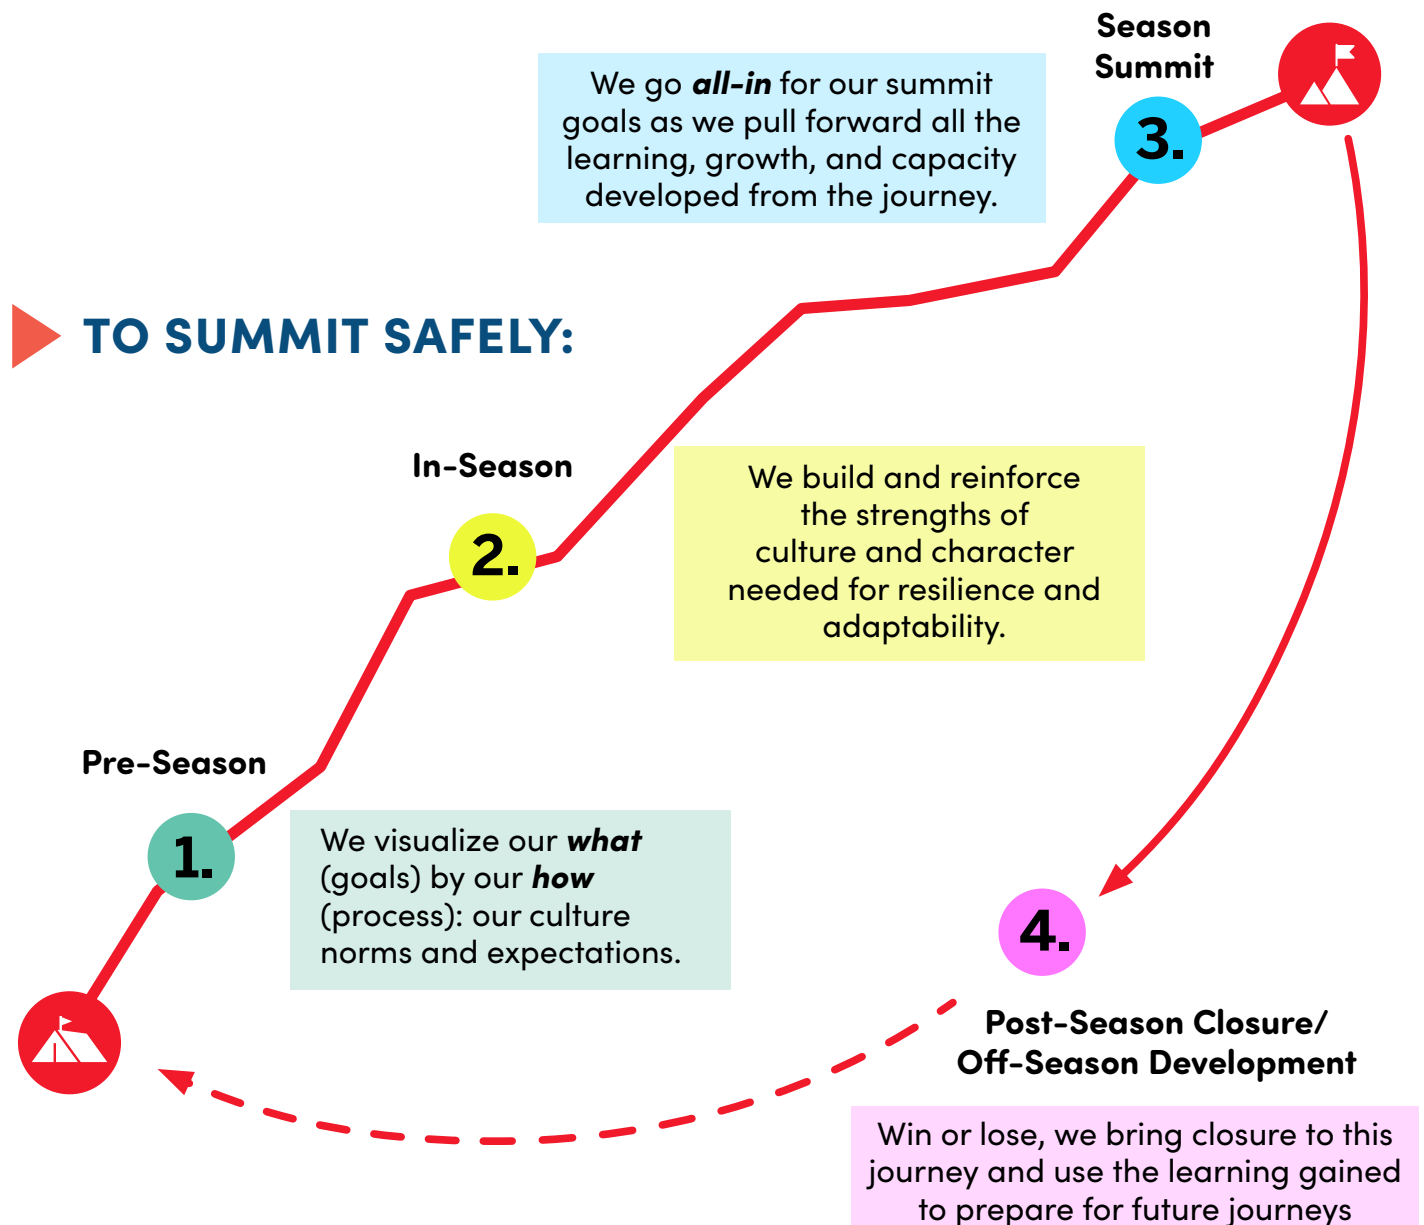 Season
Summit
3.
We go all-in for our summit
goals as we pull forward all the
learning, growth, and capacity
developed from the journey.
TO SUMMIT SAFELY:
In-Season
2.
We build and reinforce
the strengths of
culture and character
needed for resilience and
adaptability.
Pre-Season
1.
We visualize our what
(goals) by our how
(process): our culture
norms and expectations.
4.
Post-Season Closure/
Off-Season Development
Win or lose, we bring closure to this
journey and use the learning gained
to prepare for future journeys